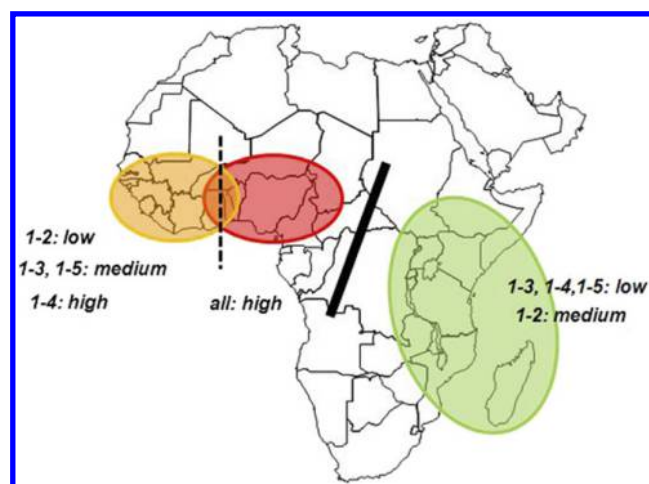 1-2: low
1-3, 1-5: medium
1-4: high
all: high
1-3, 1-4,1-5: low
1-2: medium